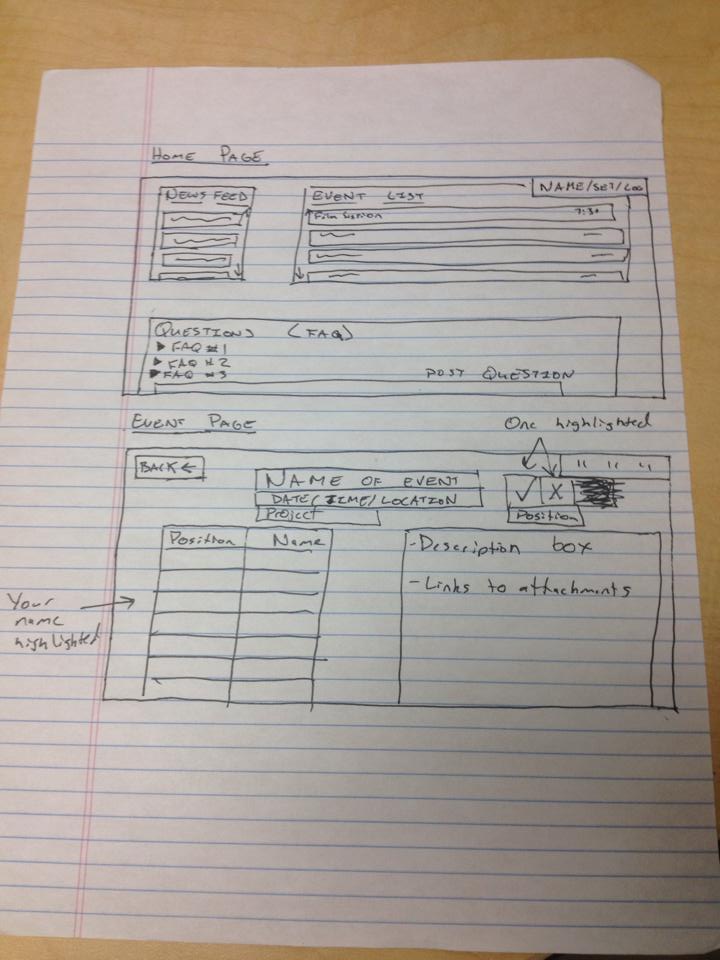 HOME PAGE
NEWS FEED
EVENT LIST
NAME/SET/LOG
Film Session 7:30
QUESTIONS (FAQ)
▶ FAQ #1
▶ FAQ #2
▶ FAQ #3
POST QUESTION
EVENT PAGE
One highlighted
BACK ←
" " "
NAME OF EVENT
DATE/TIME/LOCATION
Project
✓ X
Position
Position Name
- Description box
- Links to attachments
Your
name
highlighted